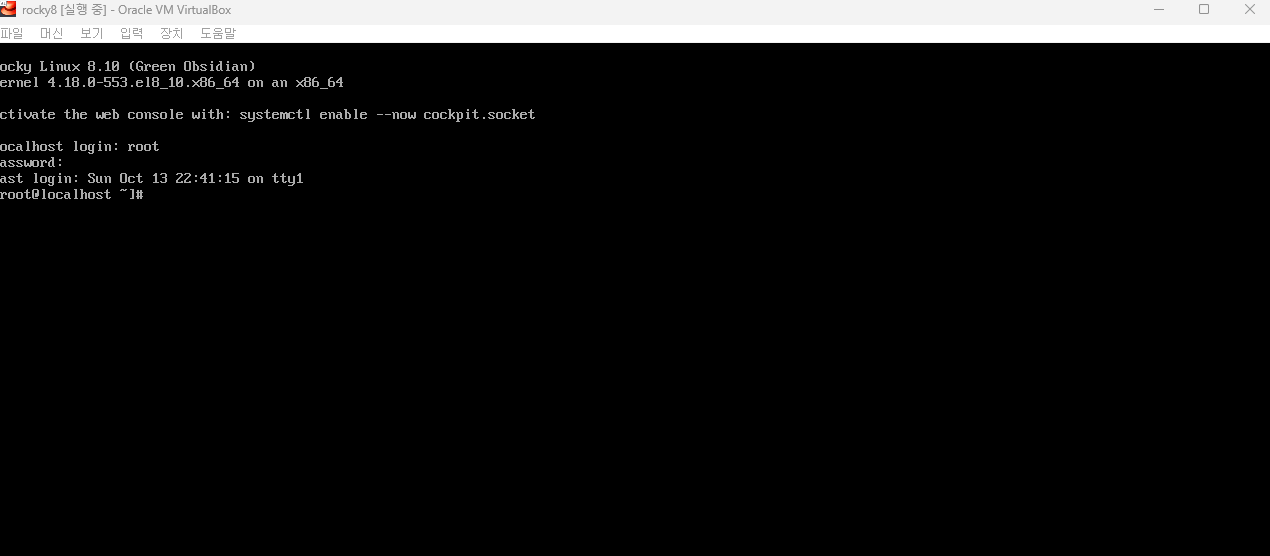 rocky8 [실행 중] - Oracle VM VirtualBox
파일 머신 보기 입력 장치 도움말
ocky Linux 8.10 (Green Obsidian)
ernel 4.18.0-553.el8_10.x86_64 on an x86_64
ctivate the web console with: systemctl enable --now cockpit.socket
ocalhost login: root
assword:
ast login: Sun Oct 13 22:41:15 on tty1
root@localhost ~]#